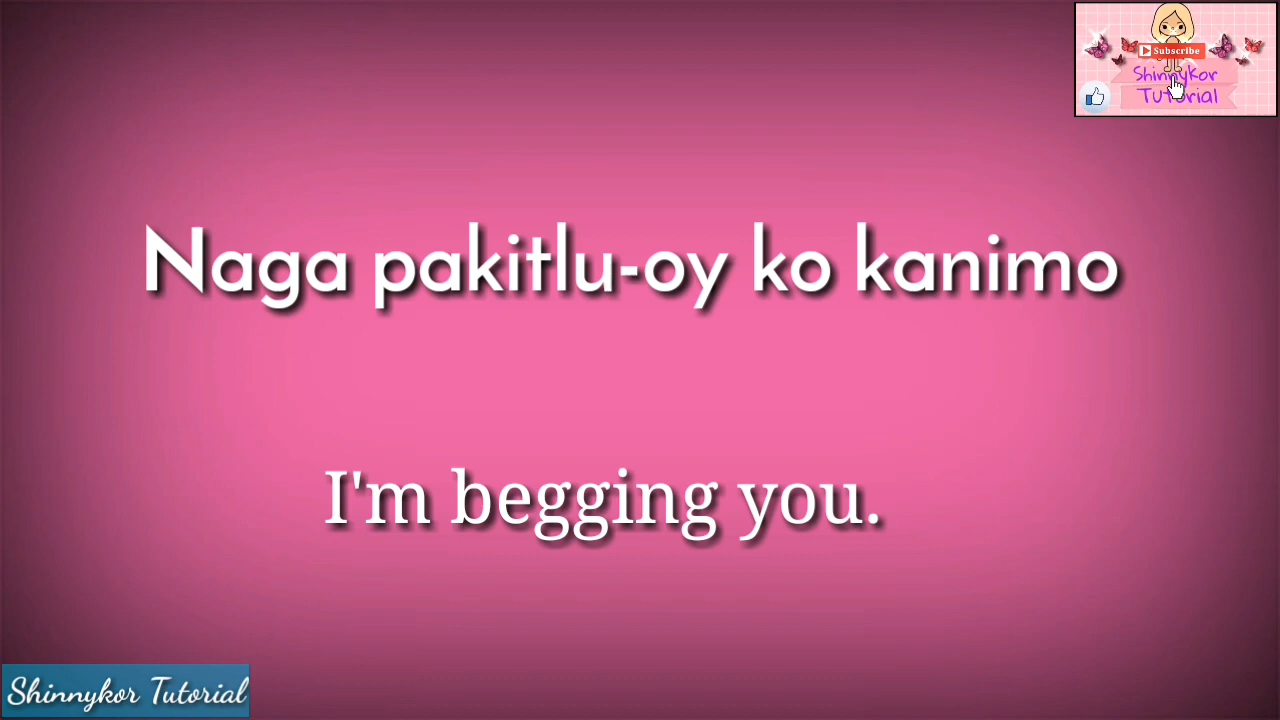 Subscribe
Shinnykor
Tutorial
Naga pakitlu-oy ko kanimo
I'm begging you.
Shinnykor Tutorial